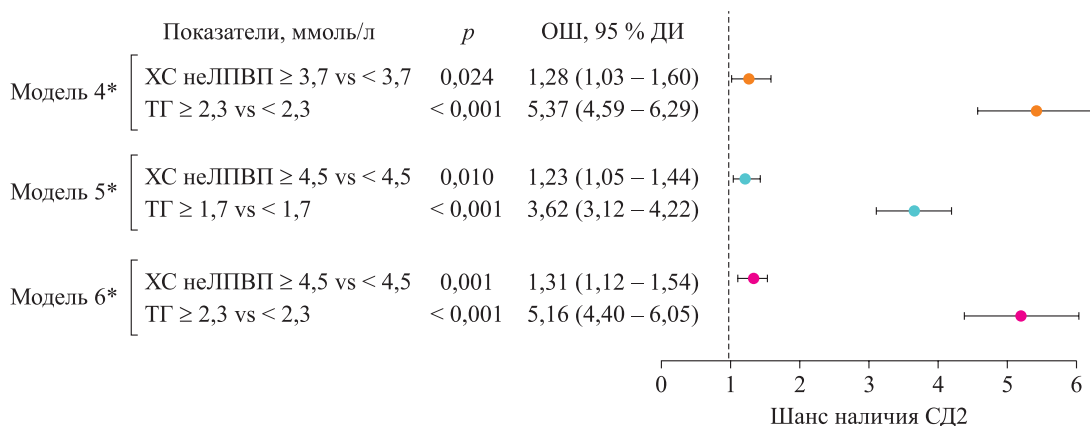 Показатели, ммоль/л p ОШ, 95 % ДИ
Модель 4*
ХС неЛПВП ≥ 3,7 vs < 3,7 0,024 1,28 (1,03 – 1,60)
ТГ ≥ 2,3 vs < 2,3 < 0,001 5,37 (4,59 – 6,29)
Модель 5*
ХС неЛПВП ≥ 4,5 vs < 4,5 0,010 1,23 (1,05 – 1,44)
ТГ ≥ 1,7 vs < 1,7 < 0,001 3,62 (3,12 – 4,22)
Модель 6*
ХС неЛПВП ≥ 4,5 vs < 4,5 0,001 1,31 (1,12 – 1,54)
ТГ ≥ 2,3 vs < 2,3 < 0,001 5,16 (4,40 – 6,05)
0 1 2 3 4 5 6
Шанс наличия СД2